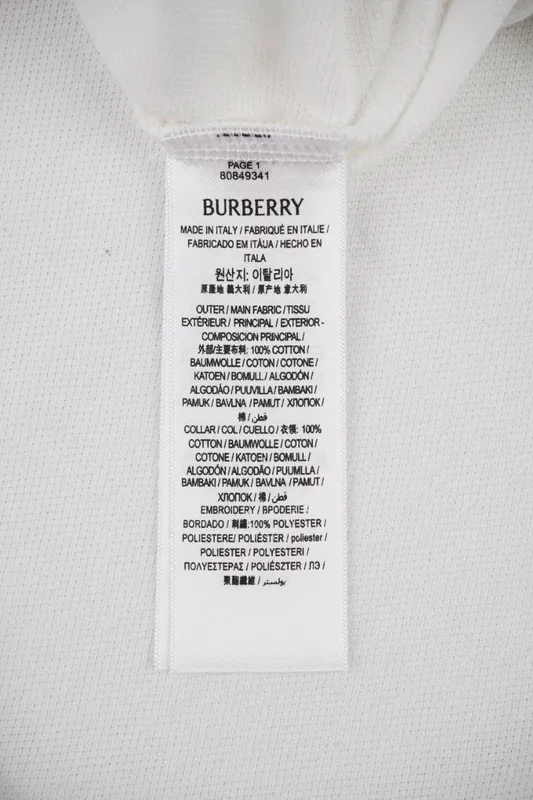 PAGE 1
80849341
BURBERRY
MADE IN ITALY / FABRIQUÉ EN ITALIE /
FABRICADO EM ITÀUA / HECHO EN
ITALA
원산지: 이탈리아
原產地 義大利 / 原产地 意大利
OUTER / MAIN FABRIC / TISSU
EXTÉRIEUR / PRINCIPAL / EXTERIOR -
COMPOSICION PRINCIPAL /
外部/主要布料: 100% COTTON /
BAUMWOLLE / COTON / COTONE /
KATOEN / BOMULL / ALGODÓN /
ALGODÃO / PUUVILLA / BAMBAKI /
PAMUK / BAVLNA / PAMUT / ХЛОПОК /
棉 / قطن /
COLLAR / COL / CUELLO / 衣領: 100%
COTTON / BAUMWOLLE / COTON /
COTONE / KATOEN / BOMULL /
ALGODÓN / ALGODÃO / PUUMLLA /
BAMBAKI / PAMUK / BAVLNA / PAMUT /
ХЛОПОК / 棉 / قطن /
EMBROIDERY / BRODERIE /
BORDADO / 刺繡:100% POLYESTER /
POLIESTERE / POLIÉSTER / poliester /
POLIESTER / POLYESTERI /
ΠΟΛΥΕΣΤΕΡΑΣ / POLIÉSZTER / ПЭ /
聚酯纖維 / بولستر /